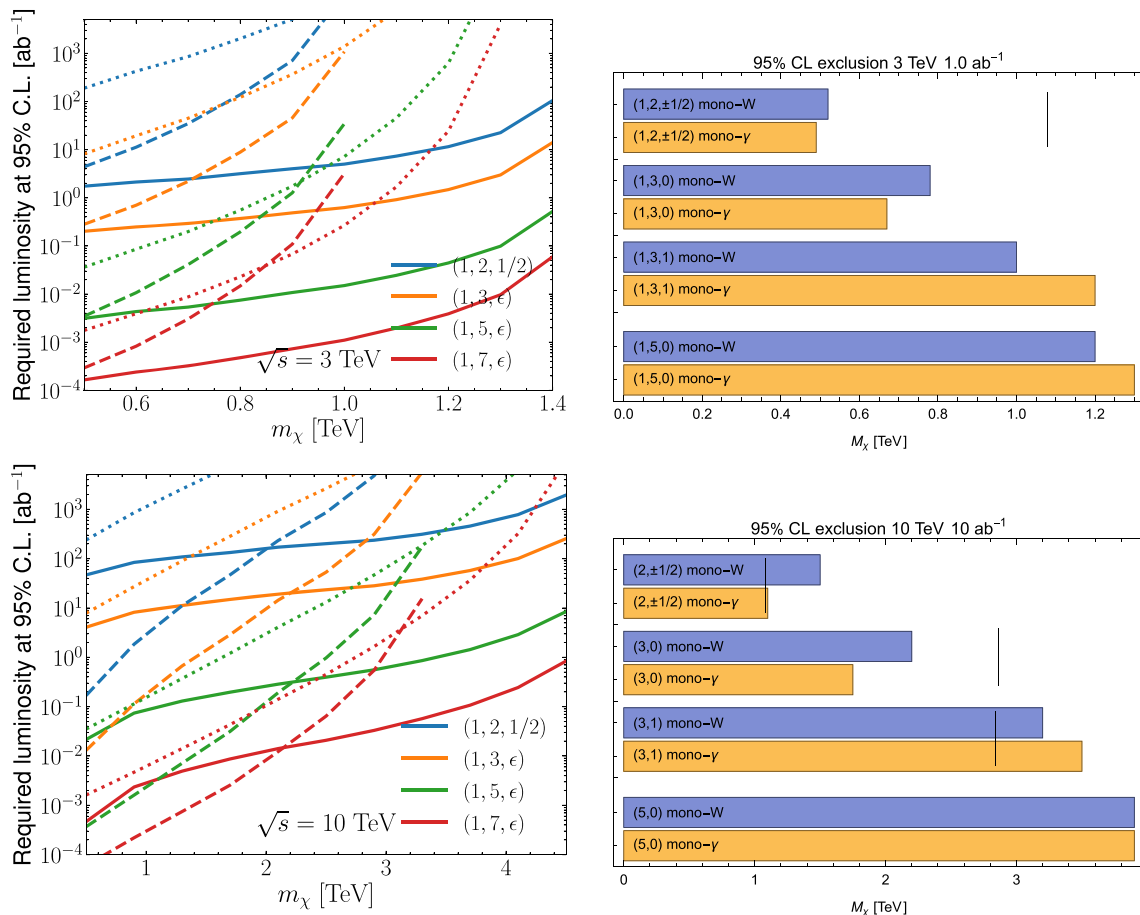 Required luminosity at 95% C.L. [ab⁻¹]
10³
10²
10¹
10⁰
10⁻¹
10⁻²
10⁻³
10⁻⁴
(1, 2, 1/2)
(1, 3, ϵ)
(1, 5, ϵ)
(1, 7, ϵ)
√s = 3 TeV
0.6 0.8 1.0 1.2 1.4
m_χ [TeV]
95% CL exclusion 3 TeV 1.0 ab⁻¹
(1,2,±1/2) mono−W
(1,2,±1/2) mono−γ
(1,3,0) mono−W
(1,3,0) mono−γ
(1,3,1) mono−W
(1,3,1) mono−γ
(1,5,0) mono−W
(1,5,0) mono−γ
0.0 0.2 0.4 0.6 0.8 1.0 1.2
M_χ [TeV]
Required luminosity at 95% C.L. [ab⁻¹]
10³
10²
10¹
10⁰
10⁻¹
10⁻²
10⁻³
10⁻⁴
(1, 2, 1/2)
(1, 3, ϵ)
(1, 5, ϵ)
(1, 7, ϵ)
√s = 10 TeV
1 2 3 4
m_χ [TeV]
95% CL exclusion 10 TeV 10 ab⁻¹
(2,±1/2) mono−W
(2,±1/2) mono−γ
(3,0) mono−W
(3,0) mono−γ
(3,1) mono−W
(3,1) mono−γ
(5,0) mono−W
(5,0) mono−γ
0 1 2 3
M_χ [TeV]